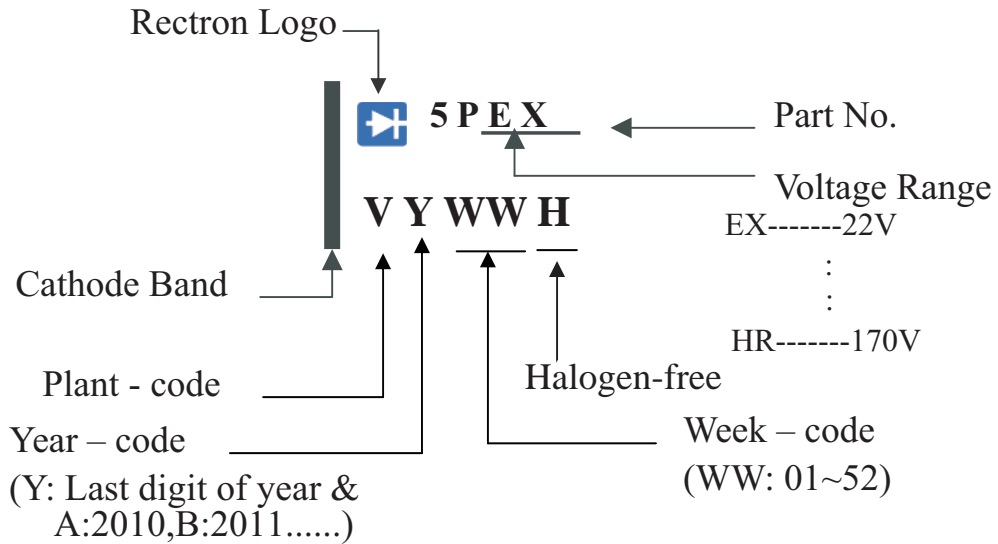 Rectron Logo
5 P E X
Part No.
Voltage Range
V Y WW H
EX-------22V
:
:
HR-------170V
Cathode Band
Halogen-free
Plant - code
Year – code
(Y: Last digit of year &
A:2010,B:2011......)
Week – code
(WW: 01~52)